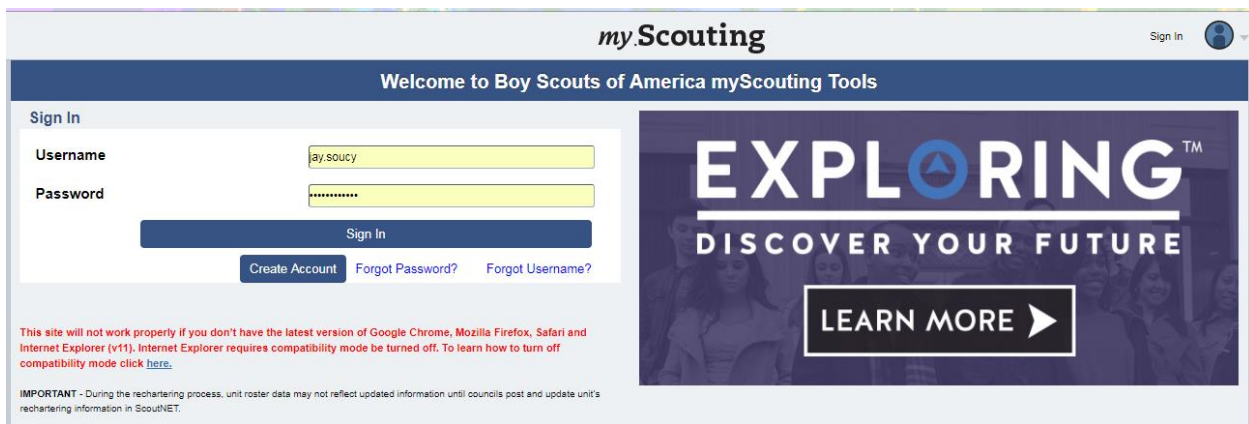 my.Scouting
Sign In
Welcome to Boy Scouts of America myScouting Tools
Sign In
Username
jay.soucy
Password
••••••••••••
Sign In
Create Account Forgot Password? Forgot Username?
This site will not work properly if you don't have the latest version of Google Chrome, Mozilla Firefox, Safari and
Internet Explorer (v11). Internet Explorer requires compatibility mode be turned off. To learn how to turn off
compatibility mode click here.
IMPORTANT - During the rechartering process, unit roster data may not reflect updated information until councils post and update unit's
rechartering information in ScoutNET.
EXPLORING™
DISCOVER YOUR FUTURE
LEARN MORE